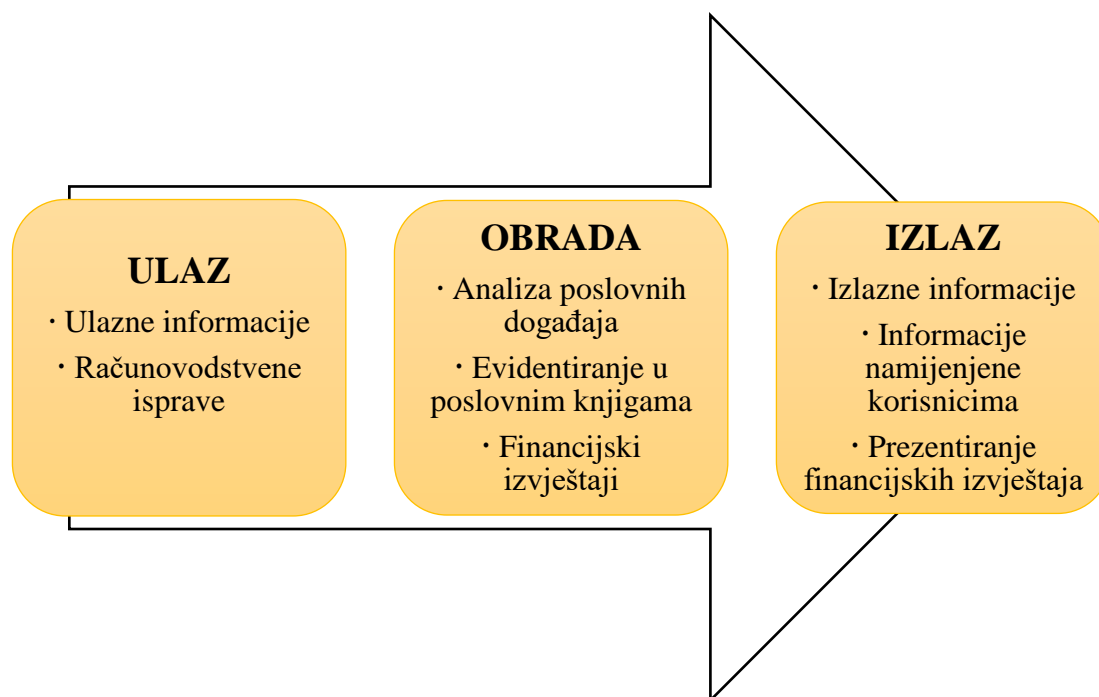 ULAZ
· Ulazne informacije
· Računovodstvene
isprave
OBRADA
· Analiza poslovnih
događaja
· Evidentiranje u
poslovnim knjigama
· Financijski
izvještaji
IZLAZ
· Izlazne informacije
· Informacije
namijenjene
korisnicima
· Prezentiranje
financijskih izvještaja